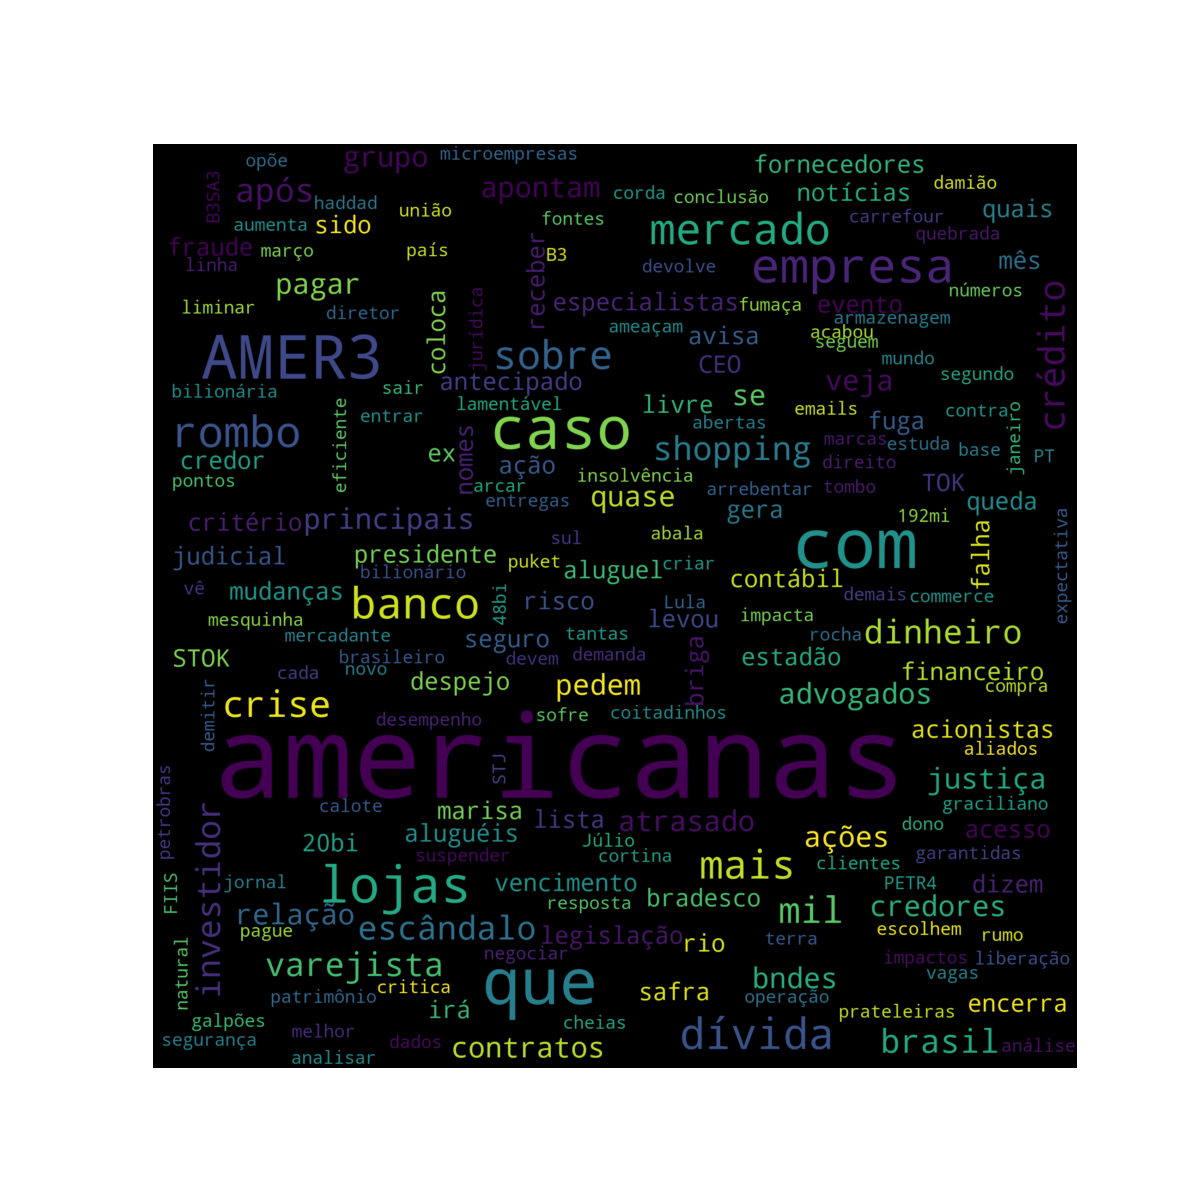 opõe
grupo
microempresas
fornecedores
B3SA3
após
haddad
apontam
corda
conclusão
notícias
damião
aumenta
sido
união
fontes
mercado
carrefour
quais
fraude
linha
março
país
receber
B3
devolve
empresa
quebrada
mês
pagar
liminar
diretor
coloca
jurídica
especialistas
fumaça
evento
números
crédito
AMER3
sobre
ameaçam
avisa
armazenagem
acabou
seguem
bilionária
sair
antecipado
CEO
veja
mundo
segundo
rombo
eficiente
entrar
lamentável
caso
livre
se
abertas
emails
fuga
contra
janeiro
credor
pontos
ex
nomes
ação
insolvência
shopping
marcas
direito
estuda
base
PT
arcar
entregas
quase
arrebentar
tombo
TOK
queda
critério
principais
gera
192mi
judicial
presidente
sul
abala
com
falha
expectativa
bilionário
puket
aluguel
criar
contábil
vê
mudanças
banco
48bi
risco
Lula
levou
impacta
demais
commerce
mesquinha
mercadante
seguro
tantas
rocha
dinheiro
STOK
brasileiro
novo
devem
demanda
briga
estadão
cada
despejo
pedem
financeiro
compra
demitir
crise
desempenho
sofre
coitadinhos
advogados
acionistas
aliados
americanas
STJ
justiça
petrobras
investidor
calote
marisa
lista
atrasado
graciliano
20bi
aluguéis
Júlio
ações
dono
acesso
suspender
cortina
clientes
garantidas
FIIS
jornal
lojas
vencimento
mais
PETR4
dizem
relação
resposta
bradesco
mil
credores
pague
escândalo
legislação
rio
terra
escolhem
rumo
natural
varejista
negociar
impactos
liberação
critica
que
bndes
vagas
patrimônio
irá
safra
operação
prateleiras
encerra
galpões
melhor
cheias
segurança
dados
dívida
brasil
análise
analisar
contratos